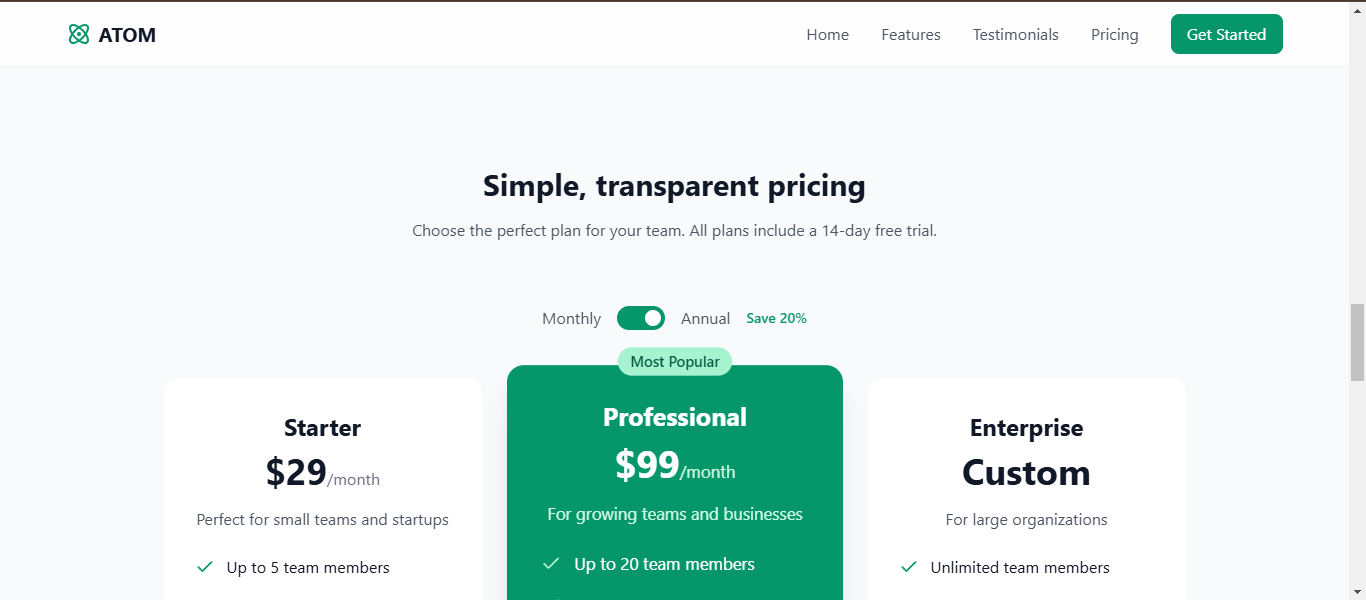 ATOM
Home Features Testimonials Pricing Get Started
Simple, transparent pricing
Choose the perfect plan for your team. All plans include a 14-day free trial.
Monthly Annual Save 20%
Most Popular
Starter
$29/month
Perfect for small teams and startups
Up to 5 team members
Professional
$99/month
For growing teams and businesses
Up to 20 team members
Enterprise
Custom
For large organizations
Unlimited team members